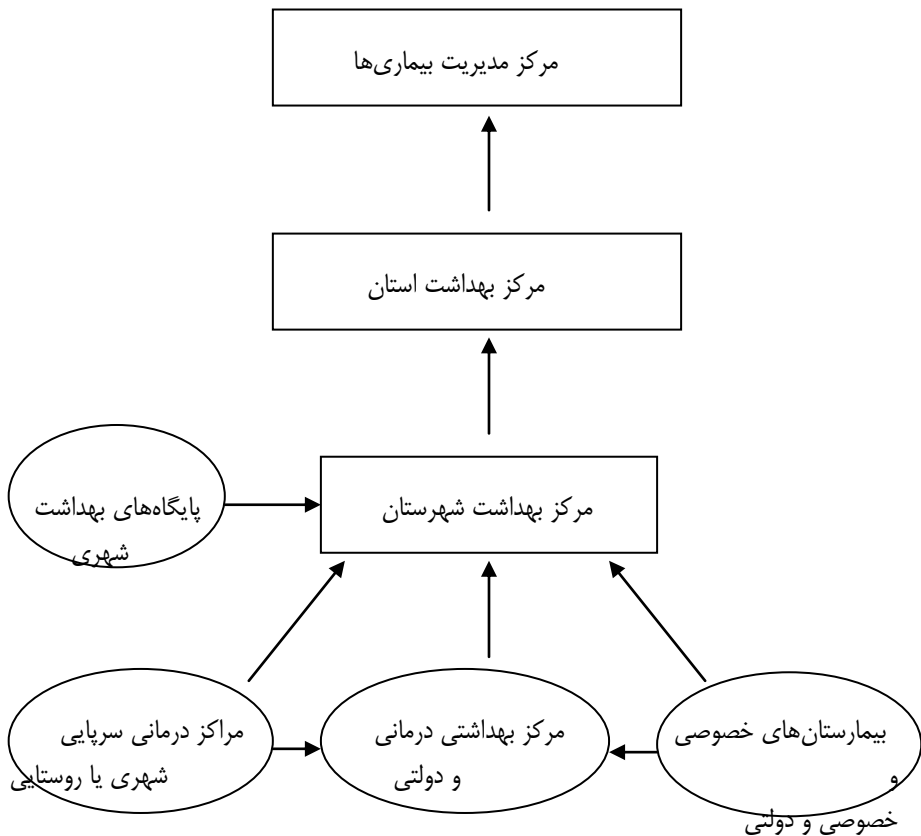 مرکز مدیریت بیماری‌ها
مرکز بهداشت استان
پایگاه‌های بهداشت
شهری
مرکز بهداشت شهرستان
مراکز درمانی سرپایی
شهری یا روستایی
مرکز بهداشتی درمانی
و دولتی
بیمارستان‌های خصوصی
و
خصوصی و دولتی